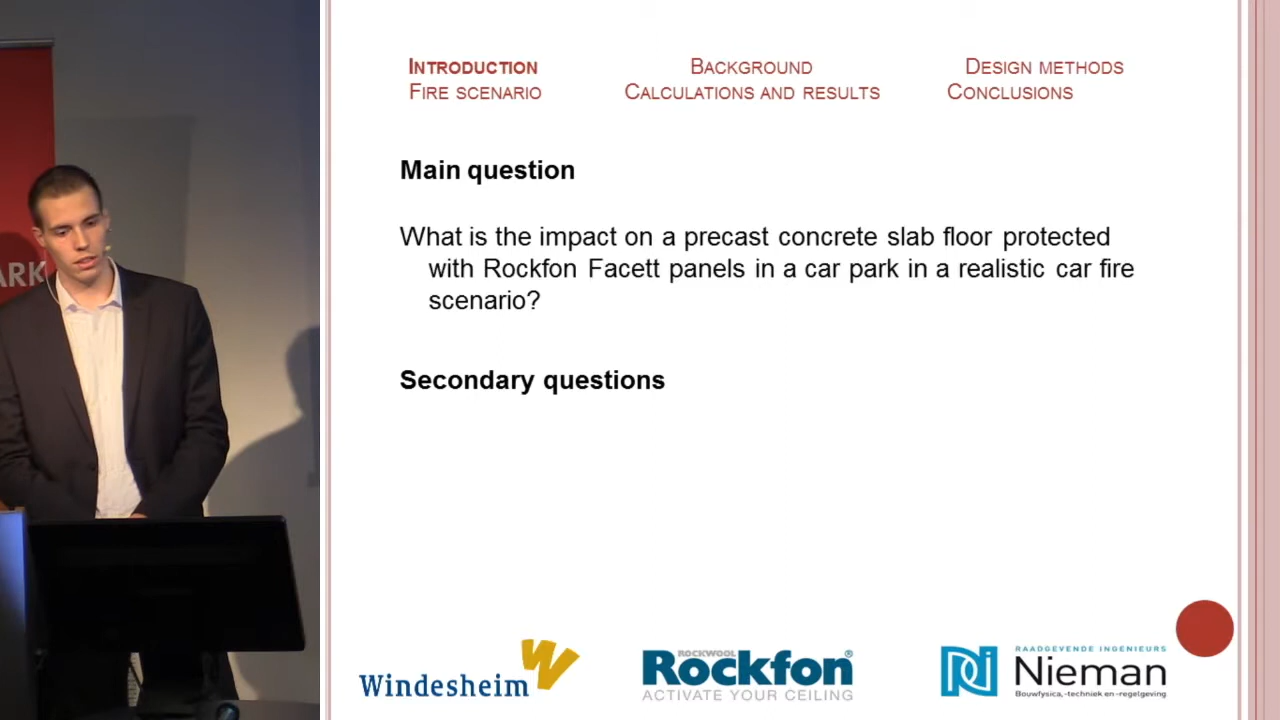 ARK
INTRODUCTION BACKGROUND DESIGN METHODS
FIRE SCENARIO CALCULATIONS AND RESULTS CONCLUSIONS
Main question
What is the impact on a precast concrete slab floor protected
with Rockfon Facett panels in a car park in a realistic car fire
scenario?
Secondary questions
Windesheim
ROCKWOOL
Rockfon®
ACTIVATE YOUR CEILING
RAADGEVENDE INGENIEURS
Nieman
Bouwfysica, -techniek en -regelgeving